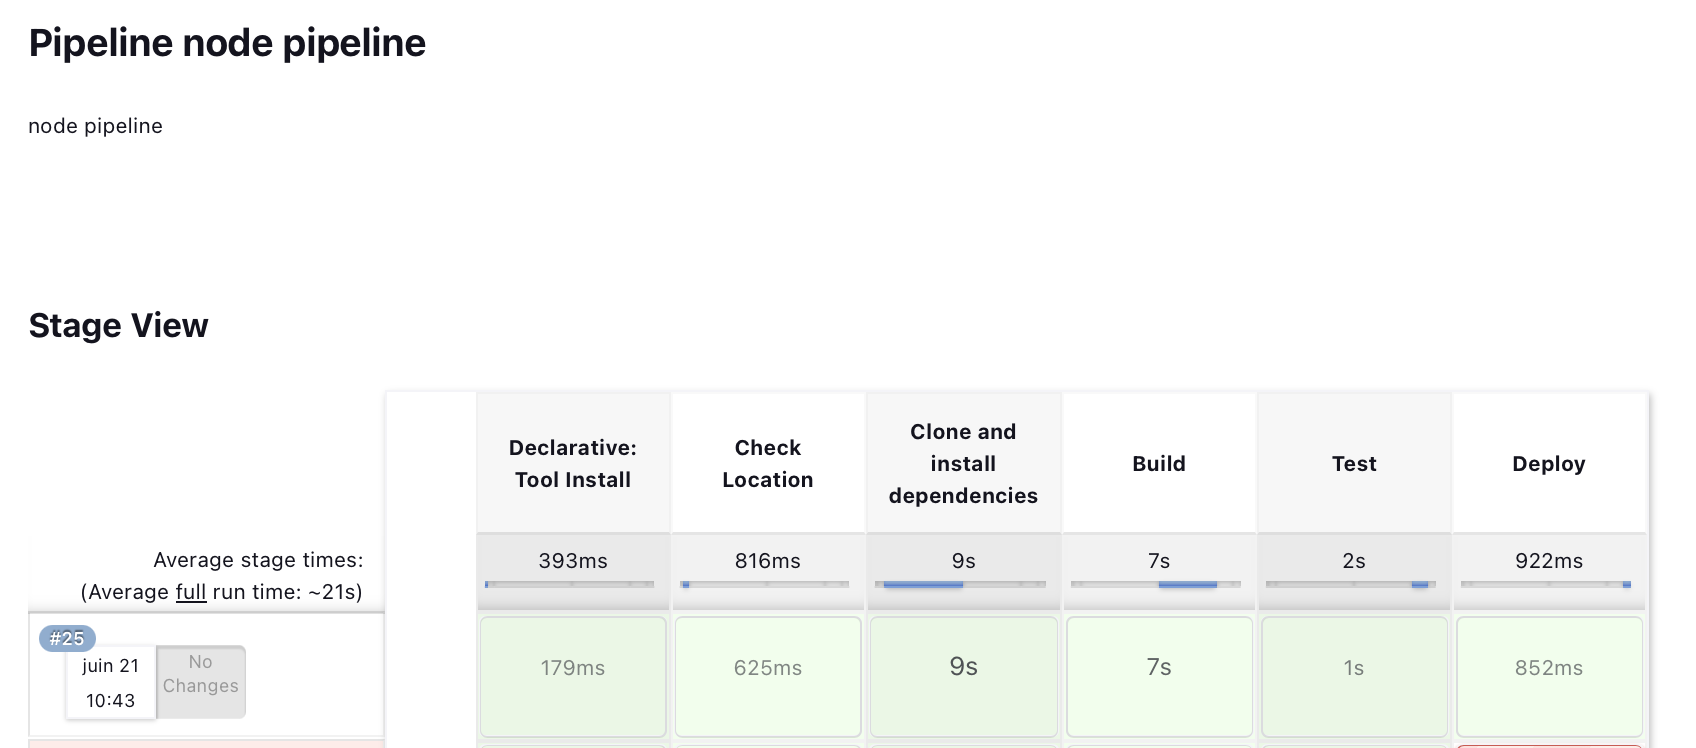 Pipeline node pipeline
node pipeline
Stage View
Declarative:
Tool Install
Check
Location
Clone and
install
dependencies
Build
Test
Deploy
Average stage times:
(Average full run time: ~21s)
393ms
816ms
9s
7s
2s
922ms
#25
juin 21
10:43
No
Changes
179ms
625ms
9s
7s
1s
852ms